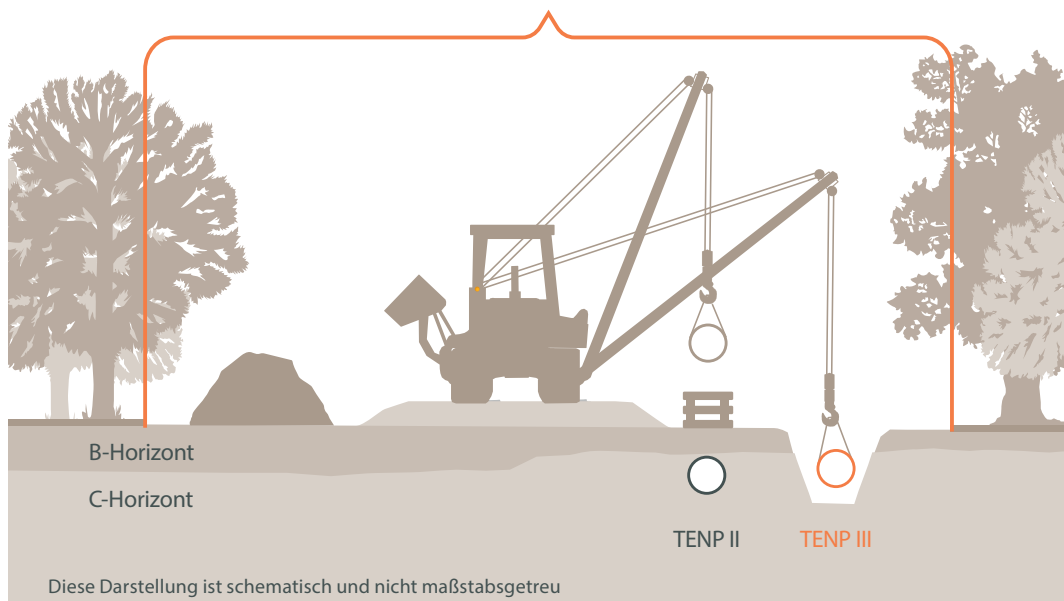 B-Horizont
C-Horizont
TENP II
TENP III
Diese Darstellung ist schematisch und nicht maßstabsgetreu